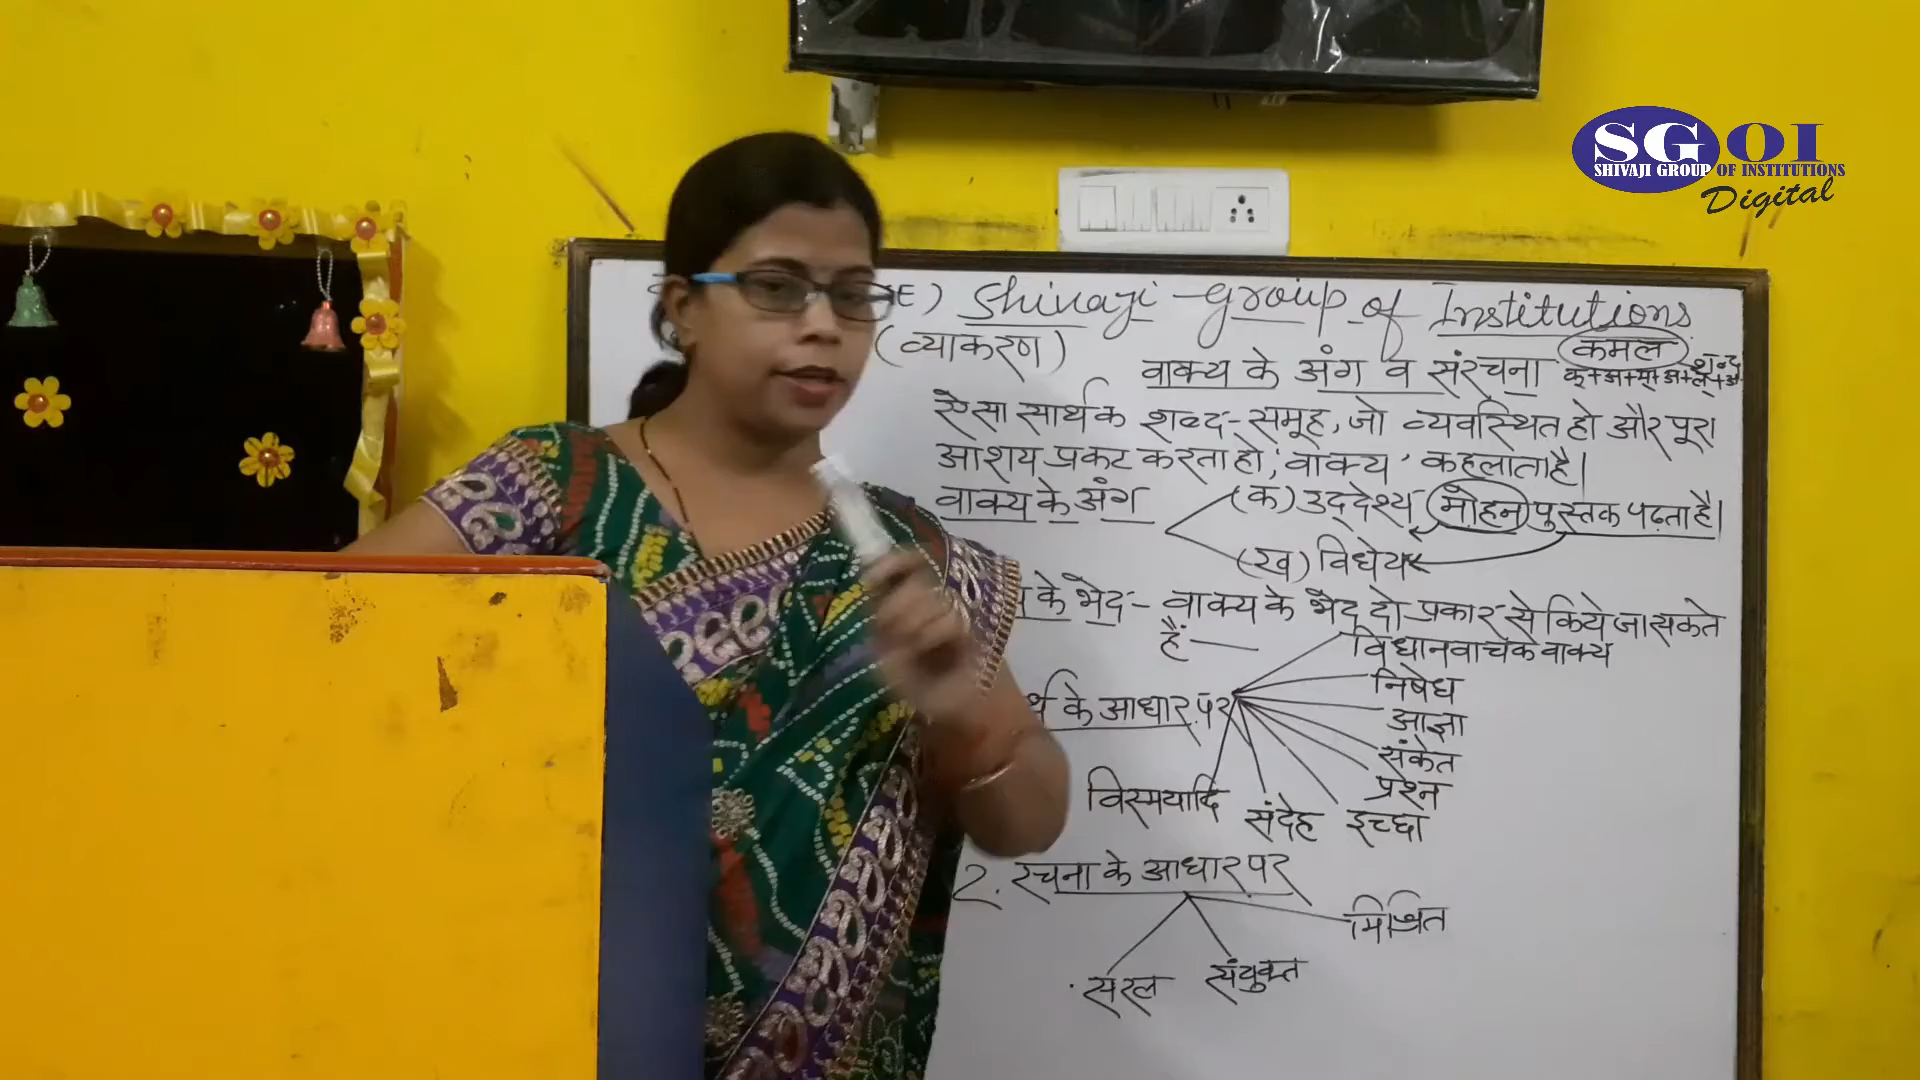 SGOI
SHIVAJI GROUP OF INSTITUTIONS
Digital
E) Shivaji Group of Institutions
(व्याकरण)
वाक्य के अंग व संरचना
कमल शब्द
क्+अ+म्+अ+ल्+अ
ऐसा सार्थक शब्द-समूह, जो व्यवस्थित हो और पूरा
आशय प्रकट करता हो, 'वाक्य' कहलाता है।
वाक्य के अंग (क) उद्देश्य मोहन पुस्तक पढ़ता है।
(ख) विधेय
के भेद - वाक्य के भेद दो प्रकार से किये जा सकते
हैं —
विधानवाचक वाक्य
निषेध
र्थ के आधार पर आज्ञा
संकेत
प्रश्न
विस्मयादि संदेह इच्छा
2. रचना के आधार पर
मिश्रित
सरल संयुक्त